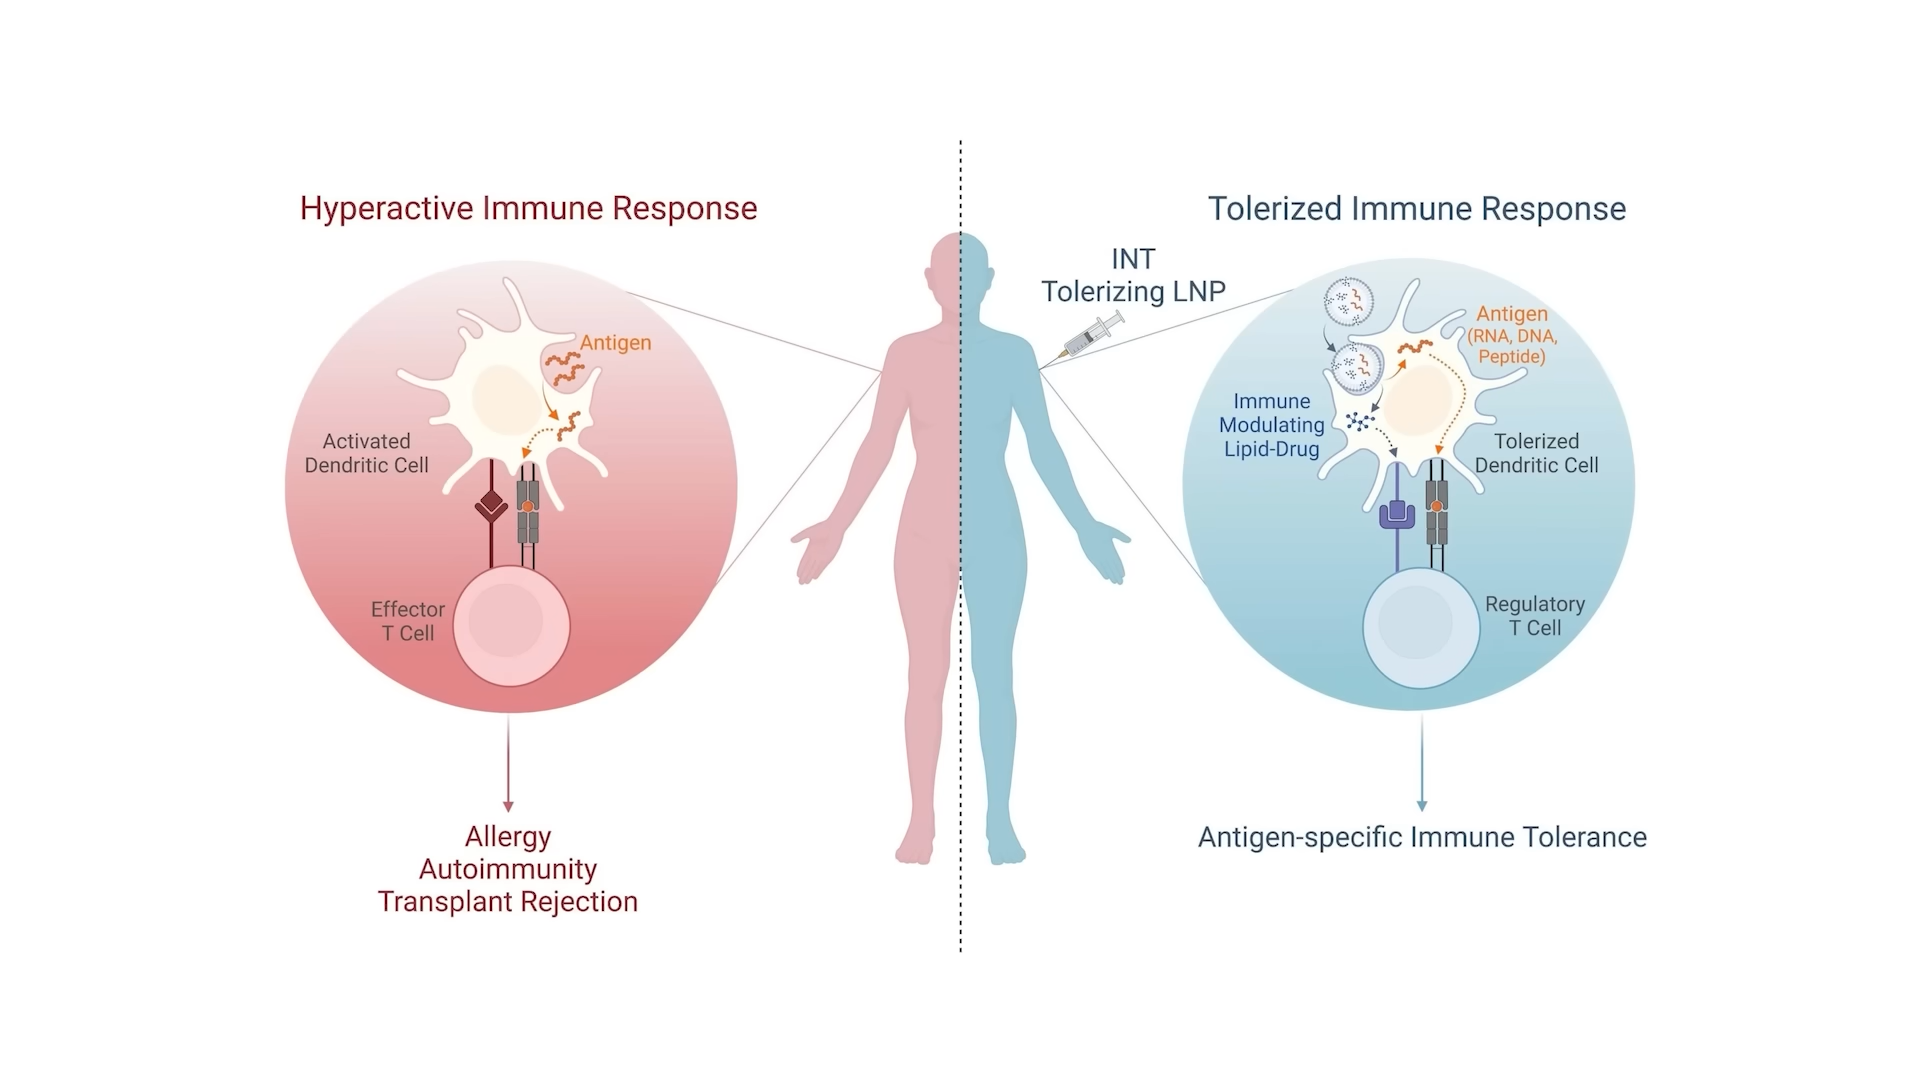 Hyperactive Immune Response
Antigen
Activated
Dendritic Cell
Effector
T Cell
Allergy
Autoimmunity
Transplant Rejection
INT
Tolerizing LNP
Tolerized Immune Response
Antigen
(RNA, DNA,
Peptide)
Immune
Modulating
Lipid-Drug
Tolerized
Dendritic Cell
Regulatory
T Cell
Antigen-specific Immune Tolerance